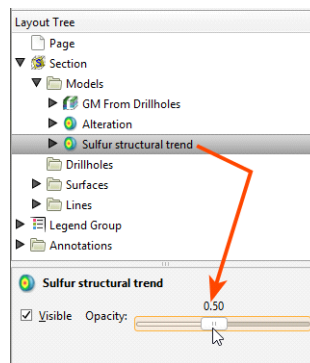 Layout Tree
Page
Section
Models
GM From Drillholes
Alteration
Sulfur structural trend
Drillholes
Surfaces
Lines
Legend Group
Annotations
Sulfur structural trend
0.50
Visible Opacity: